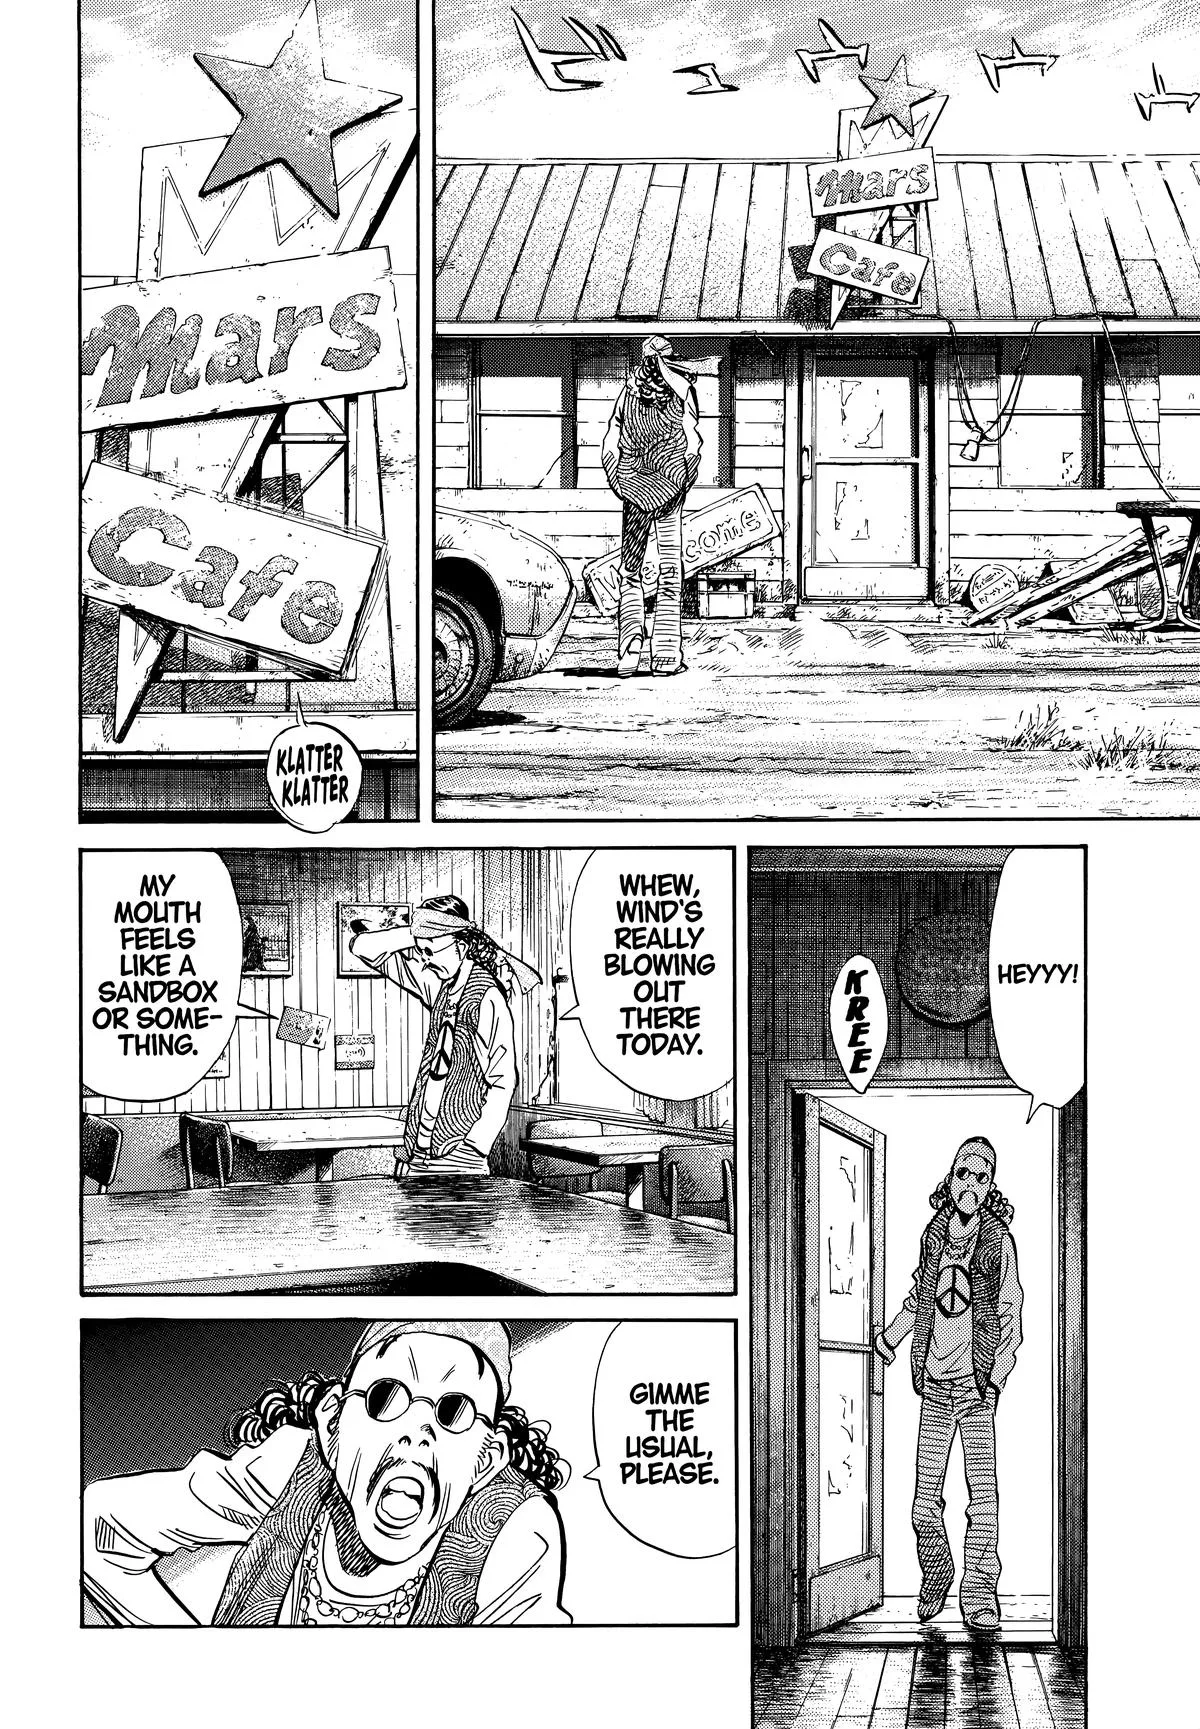 Mars
Cafe
KLATTER
KLATTER
Mars
Cafe
come
HEYYY!
KREE
WHEW,
WIND'S
REALLY
BLOWING
OUT
THERE
TODAY.
MY
MOUTH
FEELS
LIKE A
SANDBOX
OR SOME-
THING.
GIMME
THE
USUAL,
PLEASE.